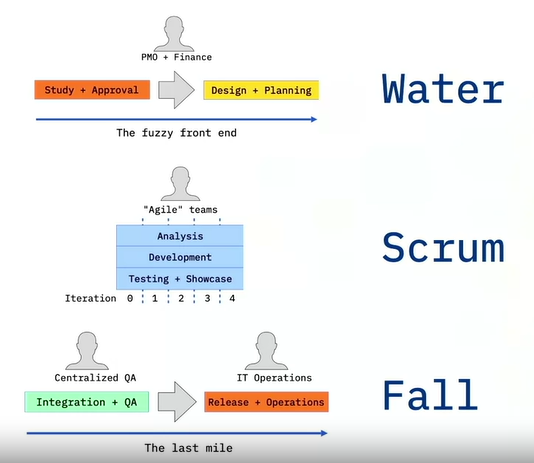 PMO + Finance
Study + Approval
Design + Planning
Water
The fuzzy front end
"Agile" teams
Analysis
Development
Testing + Showcase
Scrum
Iteration 0 1 2 3 4
Centralized QA
IT Operations
Integration + QA
Release + Operations
Fall
The last mile